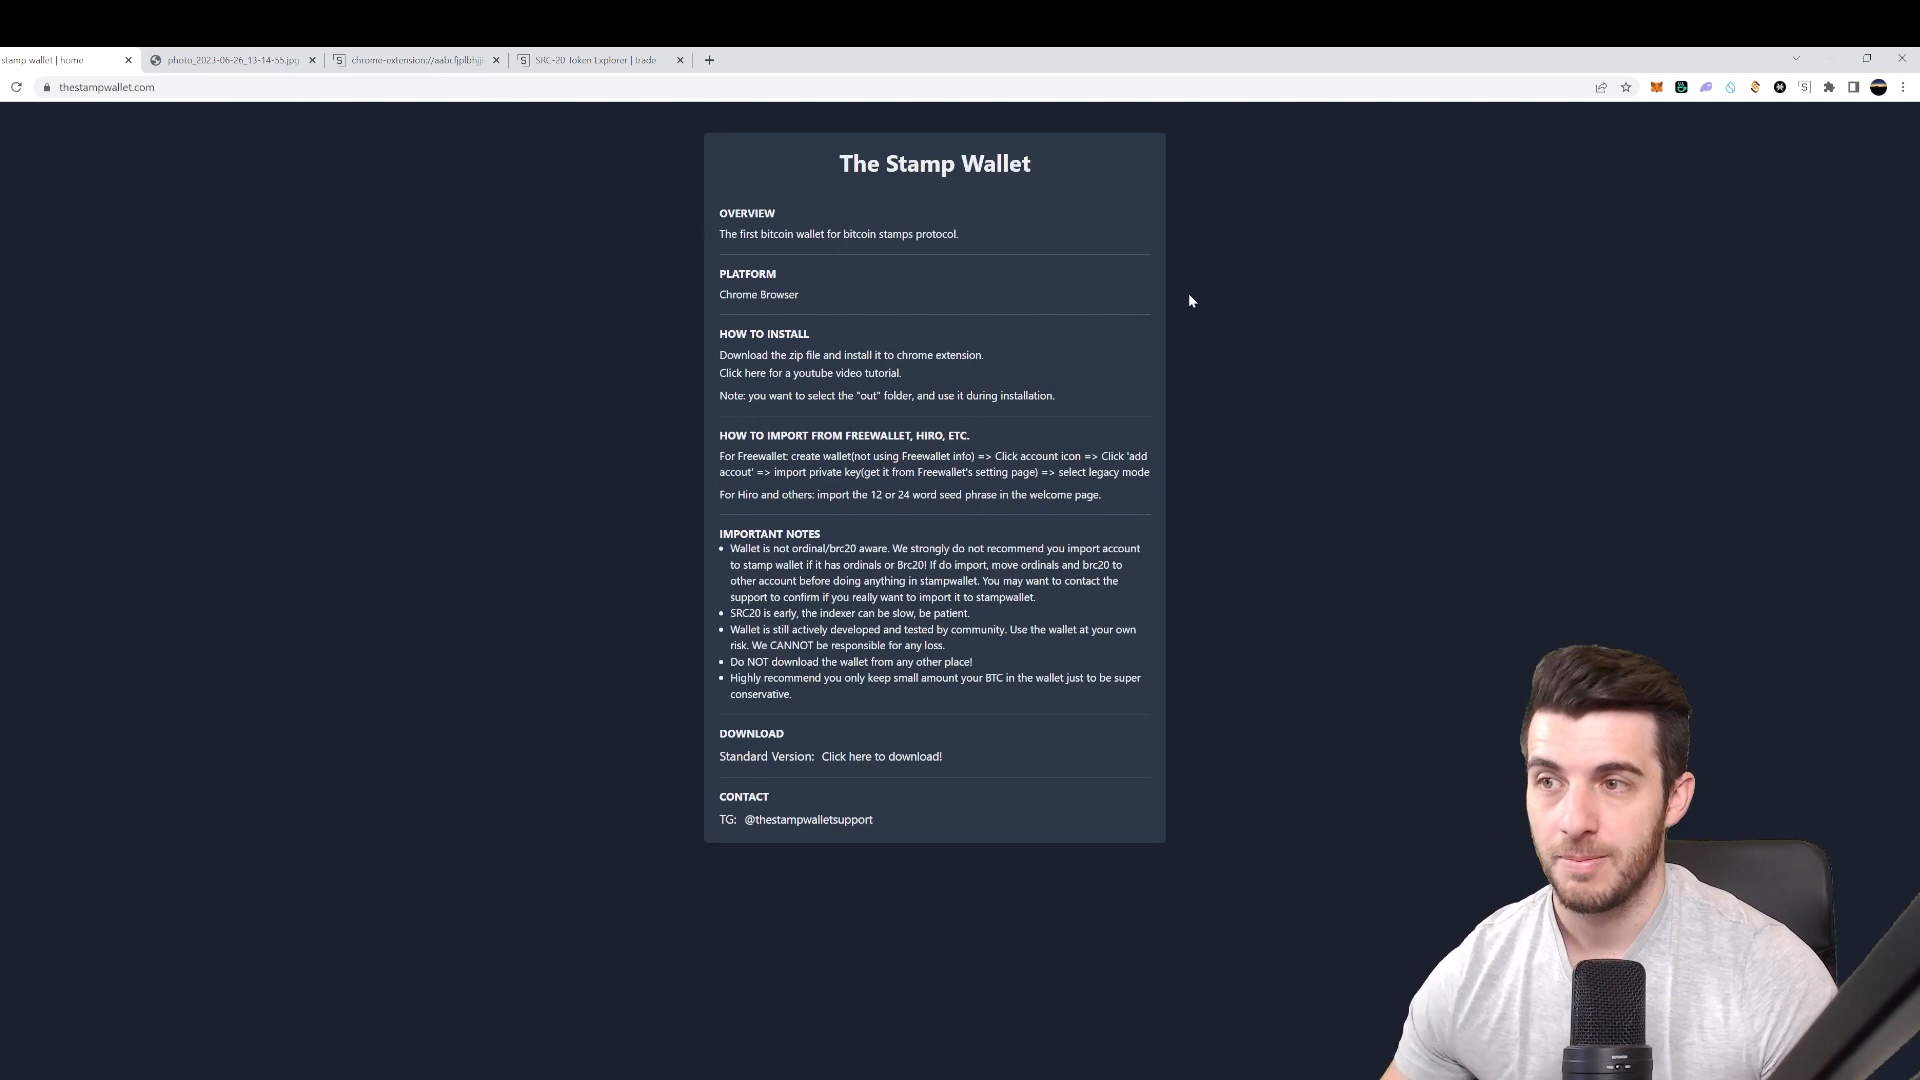 stamp wallet | home
photo_2023-06-26_13-14-55.jpg
chrome-extension://aabcfjplbhjji
SRC-20 Token Explorer | trade
thestampwallet.com
The Stamp Wallet
OVERVIEW
The first bitcoin wallet for bitcoin stamps protocol.
PLATFORM
Chrome Browser
HOW TO INSTALL
Download the zip file and install it to chrome extension.
Click here for a youtube video tutorial.
Note: you want to select the "out" folder, and use it during installation.
HOW TO IMPORT FROM FREEWALLET, HIRO, ETC.
For Freewallet: create wallet(not using Freewallet info) => Click account icon => Click 'add
accout' => import private key(get it from Freewallet's setting page) => select legacy mode
For Hiro and others: import the 12 or 24 word seed phrase in the welcome page.
IMPORTANT NOTES
• Wallet is not ordinal/brc20 aware. We strongly do not recommend you import account
to stamp wallet if it has ordinals or Brc20! If do import, move ordinals and brc20 to
other account before doing anything in stampwallet. You may want to contact the
support to confirm if you really want to import it to stampwallet.
• SRC20 is early, the indexer can be slow, be patient.
• Wallet is still actively developed and tested by community. Use the wallet at your own
risk. We CANNOT be responsible for any loss.
• Do NOT download the wallet from any other place!
• Highly recommend you only keep small amount your BTC in the wallet just to be super
conservative.
DOWNLOAD
Standard Version: Click here to download!
CONTACT
TG: @thestampwalletsupport